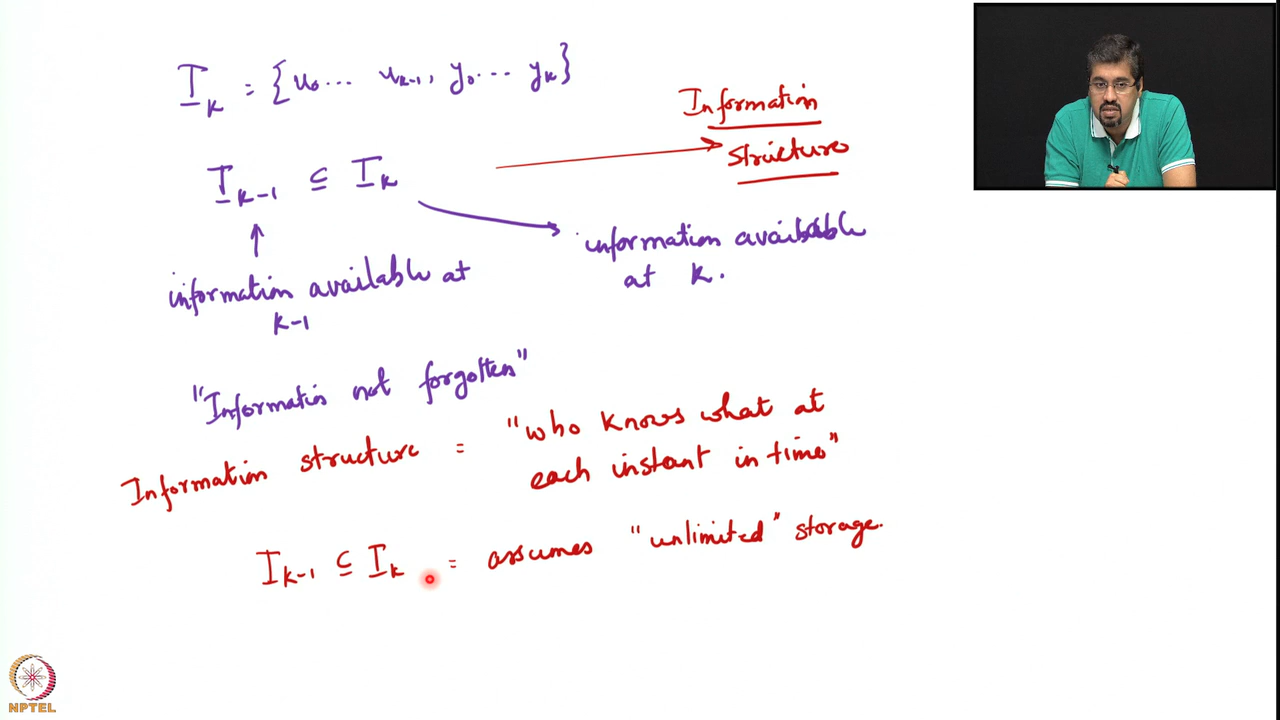 I_k = {u_0 ... u_{k-1}, y_0 ... y_k}
Information
structure
I_{k-1} ⊆ I_k
information available at
k-1
information available
at k.
"Information not forgotten"
Information structure = "who knows what at
each instant in time"
I_{k-1} ⊆ I_k = assumes "unlimited" storage.
NPTEL